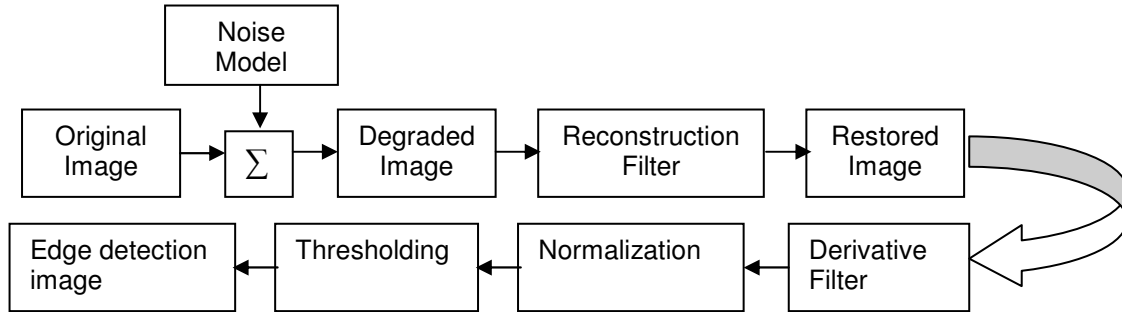 Noise
Model
Original
Image
∑
Degraded
Image
Reconstruction
Filter
Restored
Image
Edge detection
image
Thresholding
Normalization
Derivative
Filter